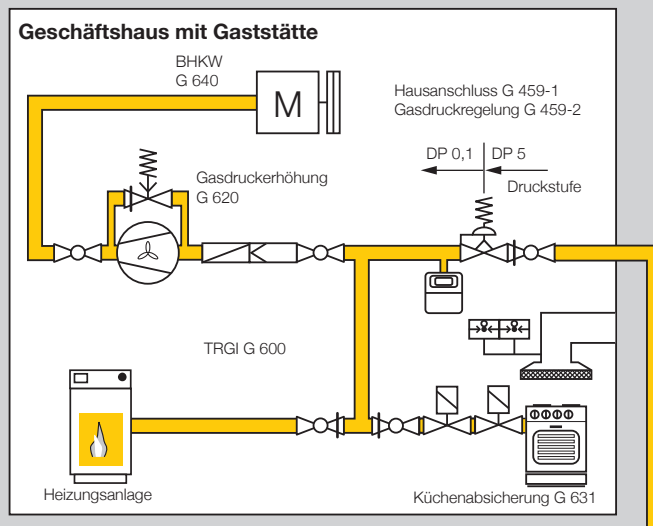 Geschäftshaus mit Gaststätte
BHKW
G 640
M
Hausanschluss G 459-1
Gasdruckregelung G 459-2
DP 0,1
DP 5
Druckstufe
Gasdruckerhöhung
G 620
TRGI G 600
Heizungsanlage
Küchenabsicherung G 631